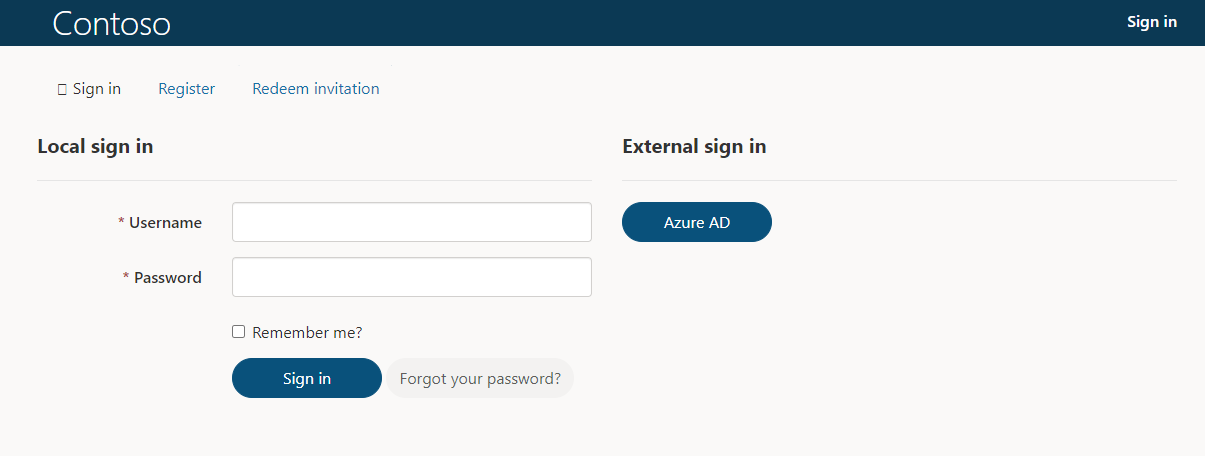 Contoso
Sign in
Sign in Register Redeem invitation
Local sign in
External sign in
* Username
Azure AD
* Password
Remember me?
Sign in Forgot your password?